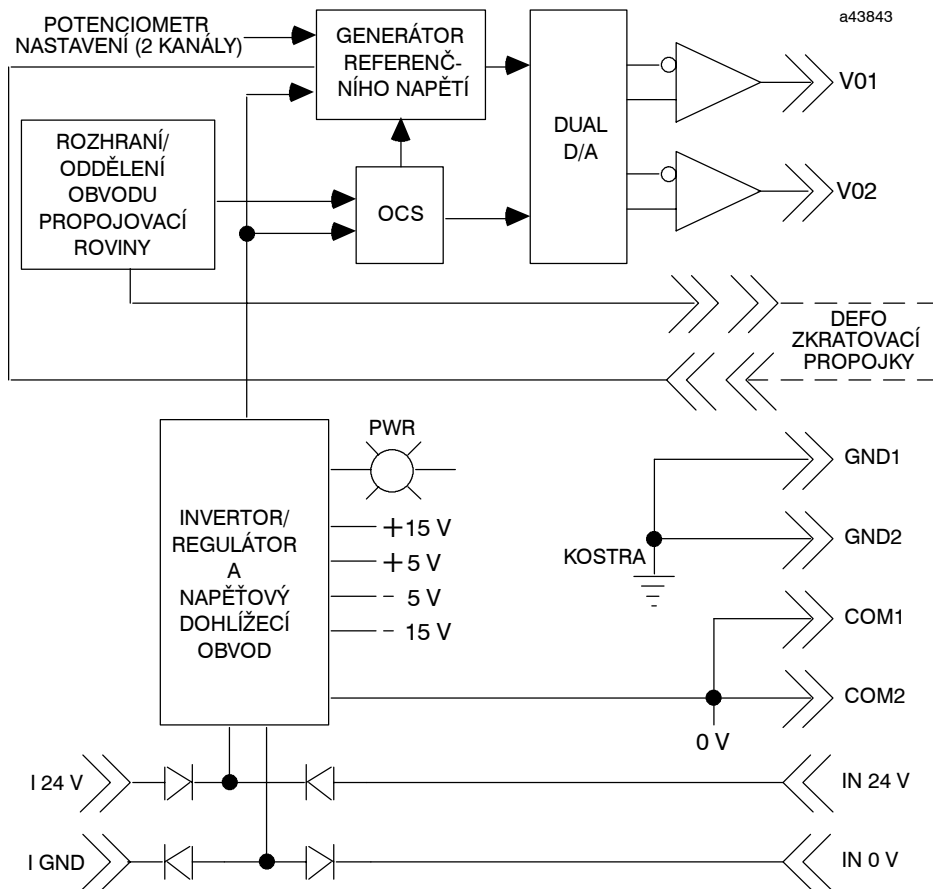 a43843
POTENCIOMETR
NASTAVENÍ (2 KANÁLY)
GENERÁTOR
REFERENČ-
NÍHO NAPĚTÍ
V01
DUAL
D/A
ROZHRANÍ/
ODDĚLENÍ
OBVODU
PROPOJOVACÍ
ROVINY
OCS
V02
DEFO
ZKRATOVACÍ
PROPOJKY
PWR
GND1
INVERTOR/
REGULÁTOR
A
NAPĚŤOVÝ
DOHLÍŽECÍ
OBVOD
+15 V
+5 V
- 5 V
- 15 V
KOSTRA
GND2
COM1
COM2
0 V
I 24 V
IN 24 V
I GND
IN 0 V